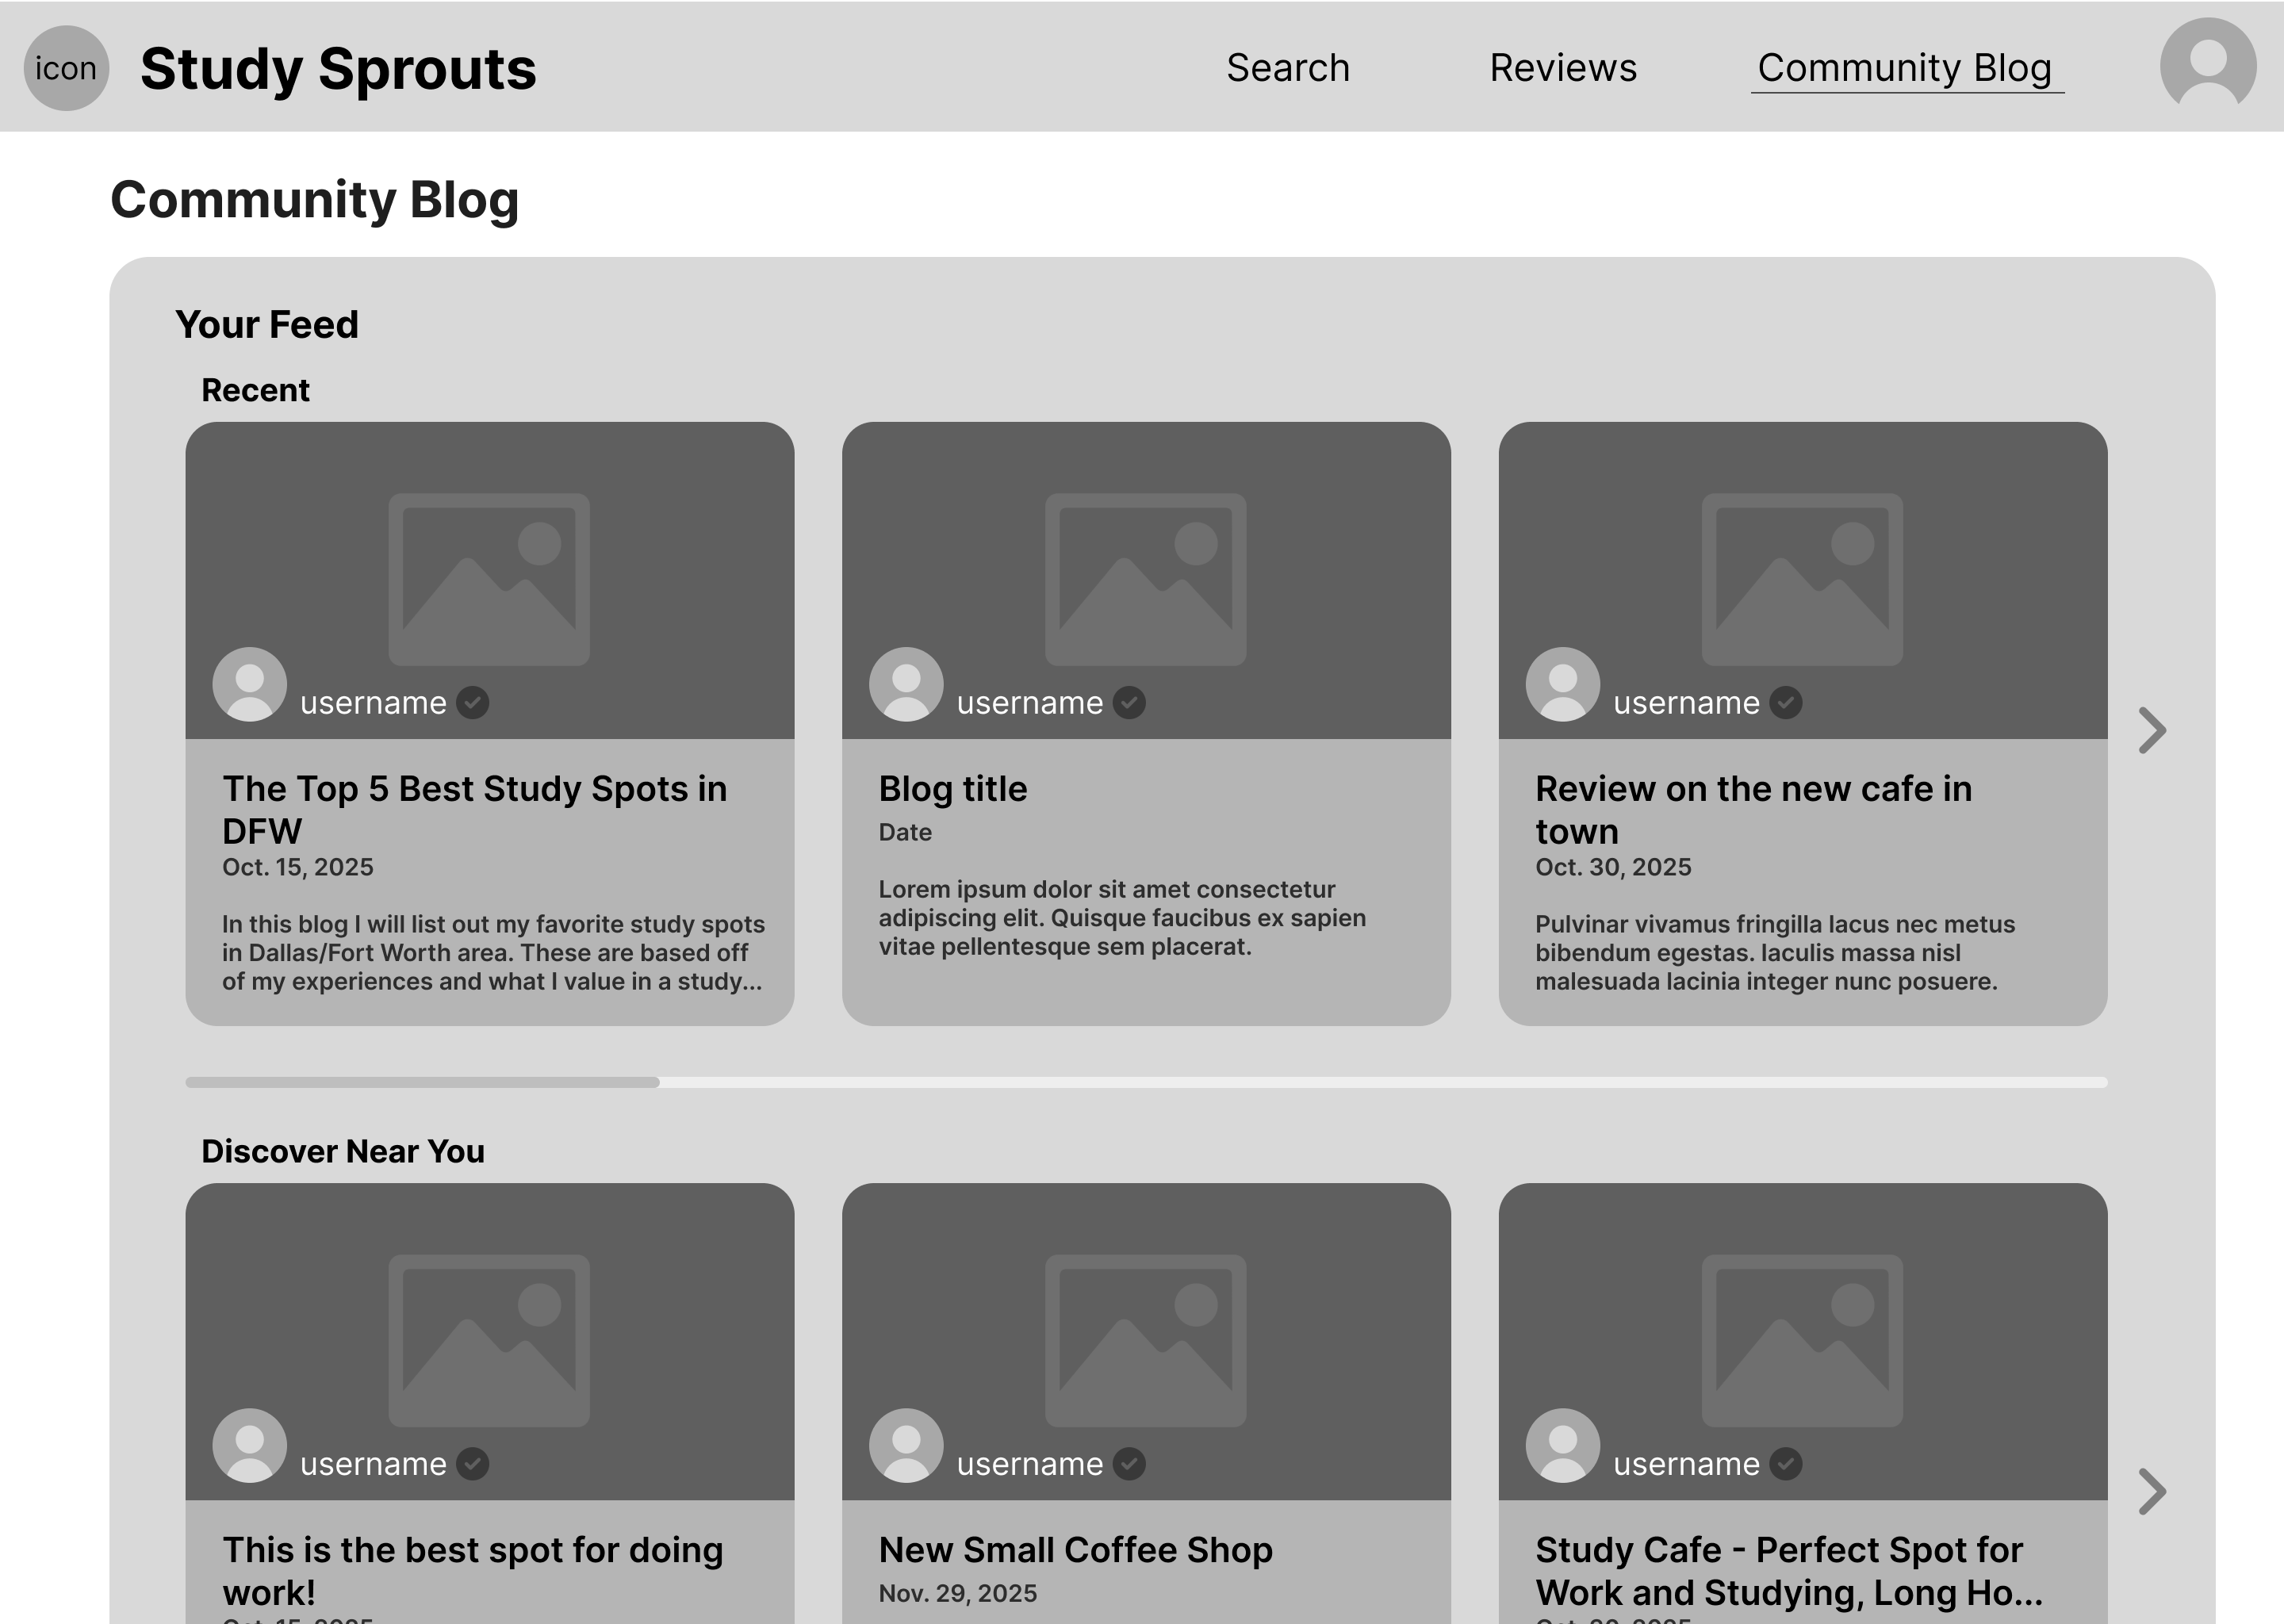 icon
Study Sprouts
Search
Reviews
Community Blog
Community Blog
Your Feed
Recent
username
username
username
The Top 5 Best Study Spots in
DFW
Oct. 15, 2025
In this blog I will list out my favorite study spots
in Dallas/Fort Worth area. These are based off
of my experiences and what I value in a study...
Blog title
Date
Lorem ipsum dolor sit amet consectetur
adipiscing elit. Quisque faucibus ex sapien
vitae pellentesque sem placerat.
Review on the new cafe in
town
Oct. 30, 2025
Pulvinar vivamus fringilla lacus nec metus
bibendum egestas. Iaculis massa nisl
malesuada lacinia integer nunc posuere.
Discover Near You
username
username
username
This is the best spot for doing
work!
New Small Coffee Shop
Nov. 29, 2025
Study Cafe - Perfect Spot for
Work and Studying, Long Ho...